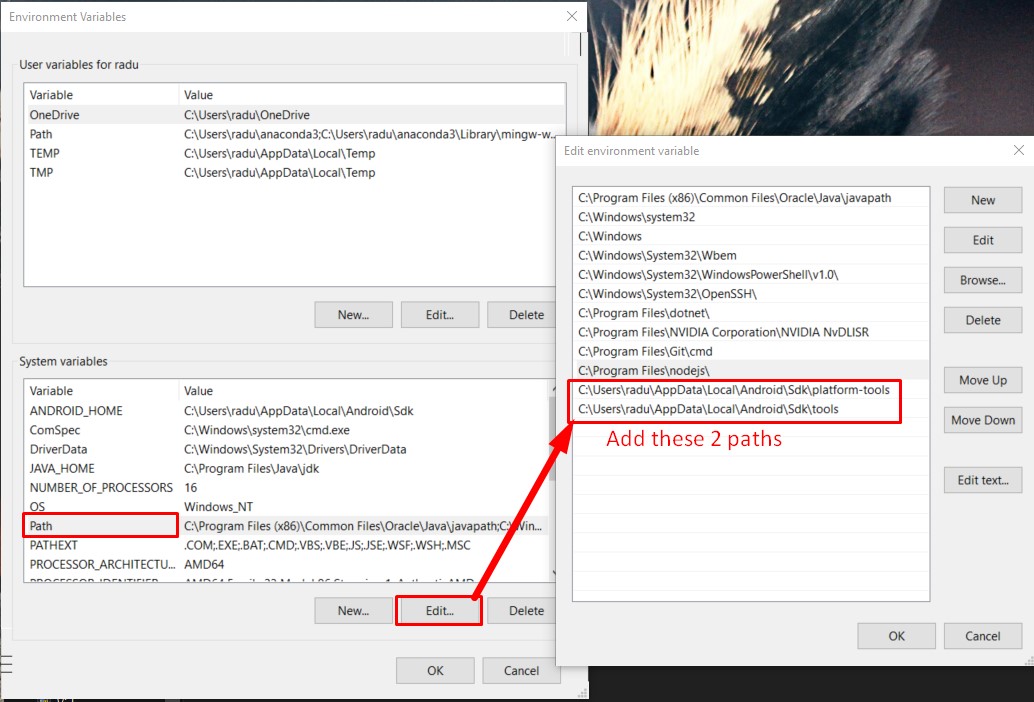 Environment Variables
User variables for radu
Variable Value
OneDrive C:\Users\radu\OneDrive
Path C:\Users\radu\anaconda3;C:\Users\radu\anaconda3\Library\mingw-w...
TEMP C:\Users\radu\AppData\Local\Temp
TMP C:\Users\radu\AppData\Local\Temp
New... Edit... Delete
System variables
Variable Value
ANDROID_HOME C:\Users\radu\AppData\Local\Android\Sdk
ComSpec C:\Windows\system32\cmd.exe
DriverData C:\Windows\System32\Drivers\DriverData
JAVA_HOME C:\Program Files\Java\jdk
NUMBER_OF_PROCESSORS 16
OS Windows_NT
Path C:\Program Files (x86)\Common Files\Oracle\Java\javapath;C:\Win...
PATHEXT .COM;.EXE;.BAT;.CMD;.VBS;.VBE;.JS;.JSE;.WSF;.WSH;.MSC
PROCESSOR_ARCHITECTU... AMD64
PROCESSOR_IDENTIFIER AMD64 Family
New... Edit... Delete
OK Cancel
Edit environment variable
C:\Program Files (x86)\Common Files\Oracle\Java\javapath
C:\Windows\system32
C:\Windows
C:\Windows\System32\Wbem
C:\Windows\System32\WindowsPowerShell\v1.0\
C:\Windows\System32\OpenSSH\
C:\Program Files\dotnet\
C:\Program Files\NVIDIA Corporation\NVIDIA NvDLISR
C:\Program Files\Git\cmd
C:\Program Files\nodejs\
C:\Users\radu\AppData\Local\Android\Sdk\platform-tools
C:\Users\radu\AppData\Local\Android\Sdk\tools
Add these 2 paths
New
Edit
Browse...
Delete
Move Up
Move Down
Edit text...
OK Cancel